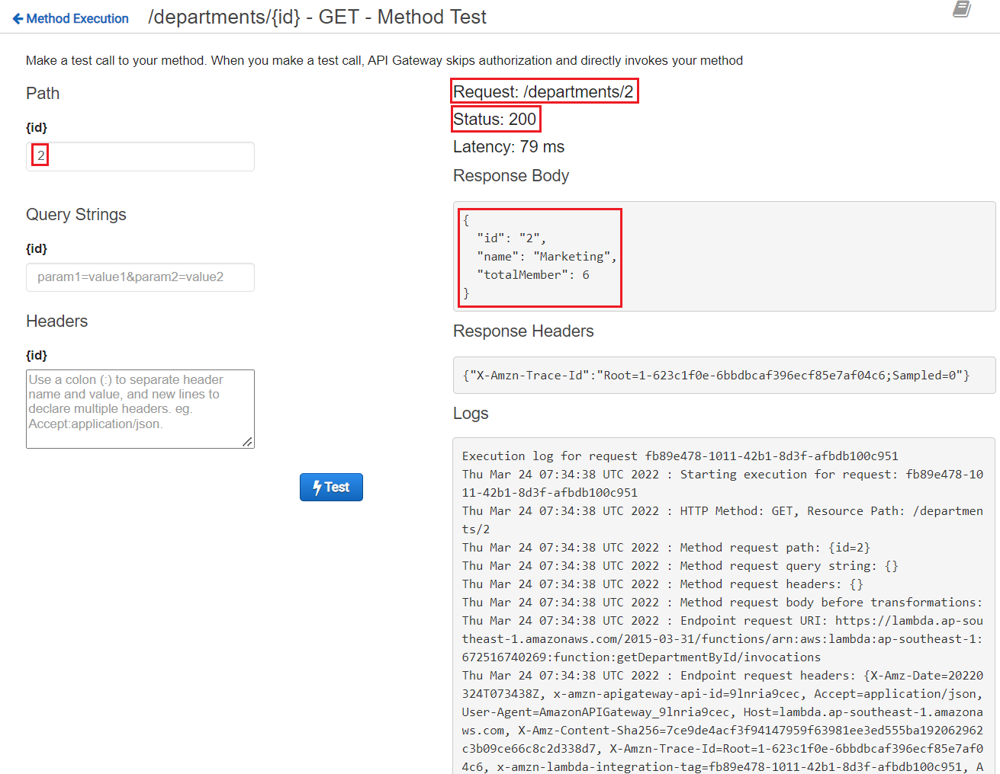 Method Execution /departments/{id} - GET - Method Test
Make a test call to your method. When you make a test call, API Gateway skips authorization and directly invokes your method
Path
{id}
2
Query Strings
{id}
param1=value1&param2=value2
Headers
{id}
Use a colon (:) to separate header
name and value, and new lines to
declare multiple headers. eg.
Accept:application/json.
Test
Request: /departments/2
Status: 200
Latency: 79 ms
Response Body
{
"id": "2",
"name": "Marketing",
"totalMember": 6
}
Response Headers
{"X-Amzn-Trace-Id":"Root=1-623c1f0e-6bbdbcaf396ecf85e7af04c6;Sampled=0"}
Logs
Execution log for request fb89e478-1011-42b1-8d3f-afbdb100c951
Thu Mar 24 07:34:38 UTC 2022 : Starting execution for request: fb89e478-10
11-42b1-8d3f-afbdb100c951
Thu Mar 24 07:34:38 UTC 2022 : HTTP Method: GET, Resource Path: /departmen
ts/2
Thu Mar 24 07:34:38 UTC 2022 : Method request path: {id=2}
Thu Mar 24 07:34:38 UTC 2022 : Method request query string: {}
Thu Mar 24 07:34:38 UTC 2022 : Method request headers: {}
Thu Mar 24 07:34:38 UTC 2022 : Method request body before transformations:
Thu Mar 24 07:34:38 UTC 2022 : Endpoint request URI: https://lambda.ap-sou
theast-1.amazonaws.com/2015-03-31/functions/arn:aws:lambda:ap-southeast-1:
672516740269:function:getDepartmentById/invocations
Thu Mar 24 07:34:38 UTC 2022 : Endpoint request headers: {X-Amz-Date=20220
324T073438Z, x-amzn-apigateway-api-id=9lnria9cec, Accept=application/json,
User-Agent=AmazonAPIGateway_9lnria9cec, Host=lambda.ap-southeast-1.amazona
ws.com, X-Amz-Content-Sha256=7ce9de4acf3f94147959f63981ee3ed555ba192062962
c3b09ce66c8c2d338d7, X-Amzn-Trace-Id=Root=1-623c1f0e-6bbdbcaf396ecf85e7af0
4c6, x-amzn-lambda-integration-tag=fb89e478-1011-42b1-8d3f-afbdb100c951, A